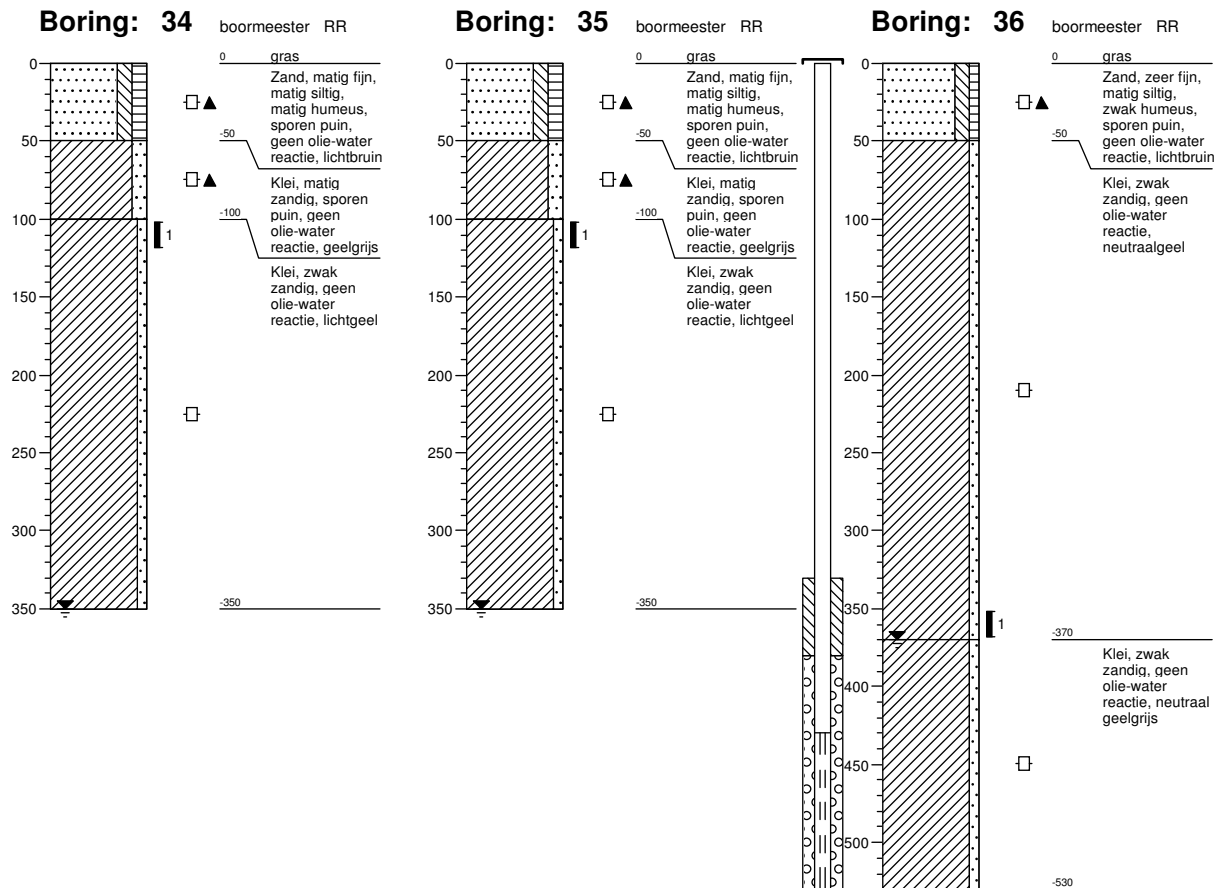 Boring: 34 boormeester RR
0
50
100
150
200
250
300
350
1
0 gras
Zand, matig fijn,
matig siltig,
matig humeus,
sporen puin,
geen olie-water
reactie, lichtbruin
-50
Klei, matig
zandig, sporen
puin, geen
olie-water
reactie, geelgrijs
-100
Klei, zwak
zandig, geen
olie-water
reactie, lichtgeel
-350
Boring: 35 boormeester RR
0
50
100
150
200
250
300
350
1
0 gras
Zand, matig fijn,
matig siltig,
matig humeus,
sporen puin,
geen olie-water
reactie, lichtbruin
-50
Klei, matig
zandig, sporen
puin, geen
olie-water
reactie, geelgrijs
-100
Klei, zwak
zandig, geen
olie-water
reactie, lichtgeel
-350
Boring: 36 boormeester RR
0
50
100
150
200
250
300
350
400
450
500
1
0 gras
Zand, zeer fijn,
matig siltig,
zwak humeus,
sporen puin,
geen olie-water
reactie, lichtbruin
-50
Klei, zwak
zandig, geen
olie-water
reactie,
neutraalgeel
-370
Klei, zwak
zandig, geen
olie-water
reactie, neutraal
geelgrijs
-530